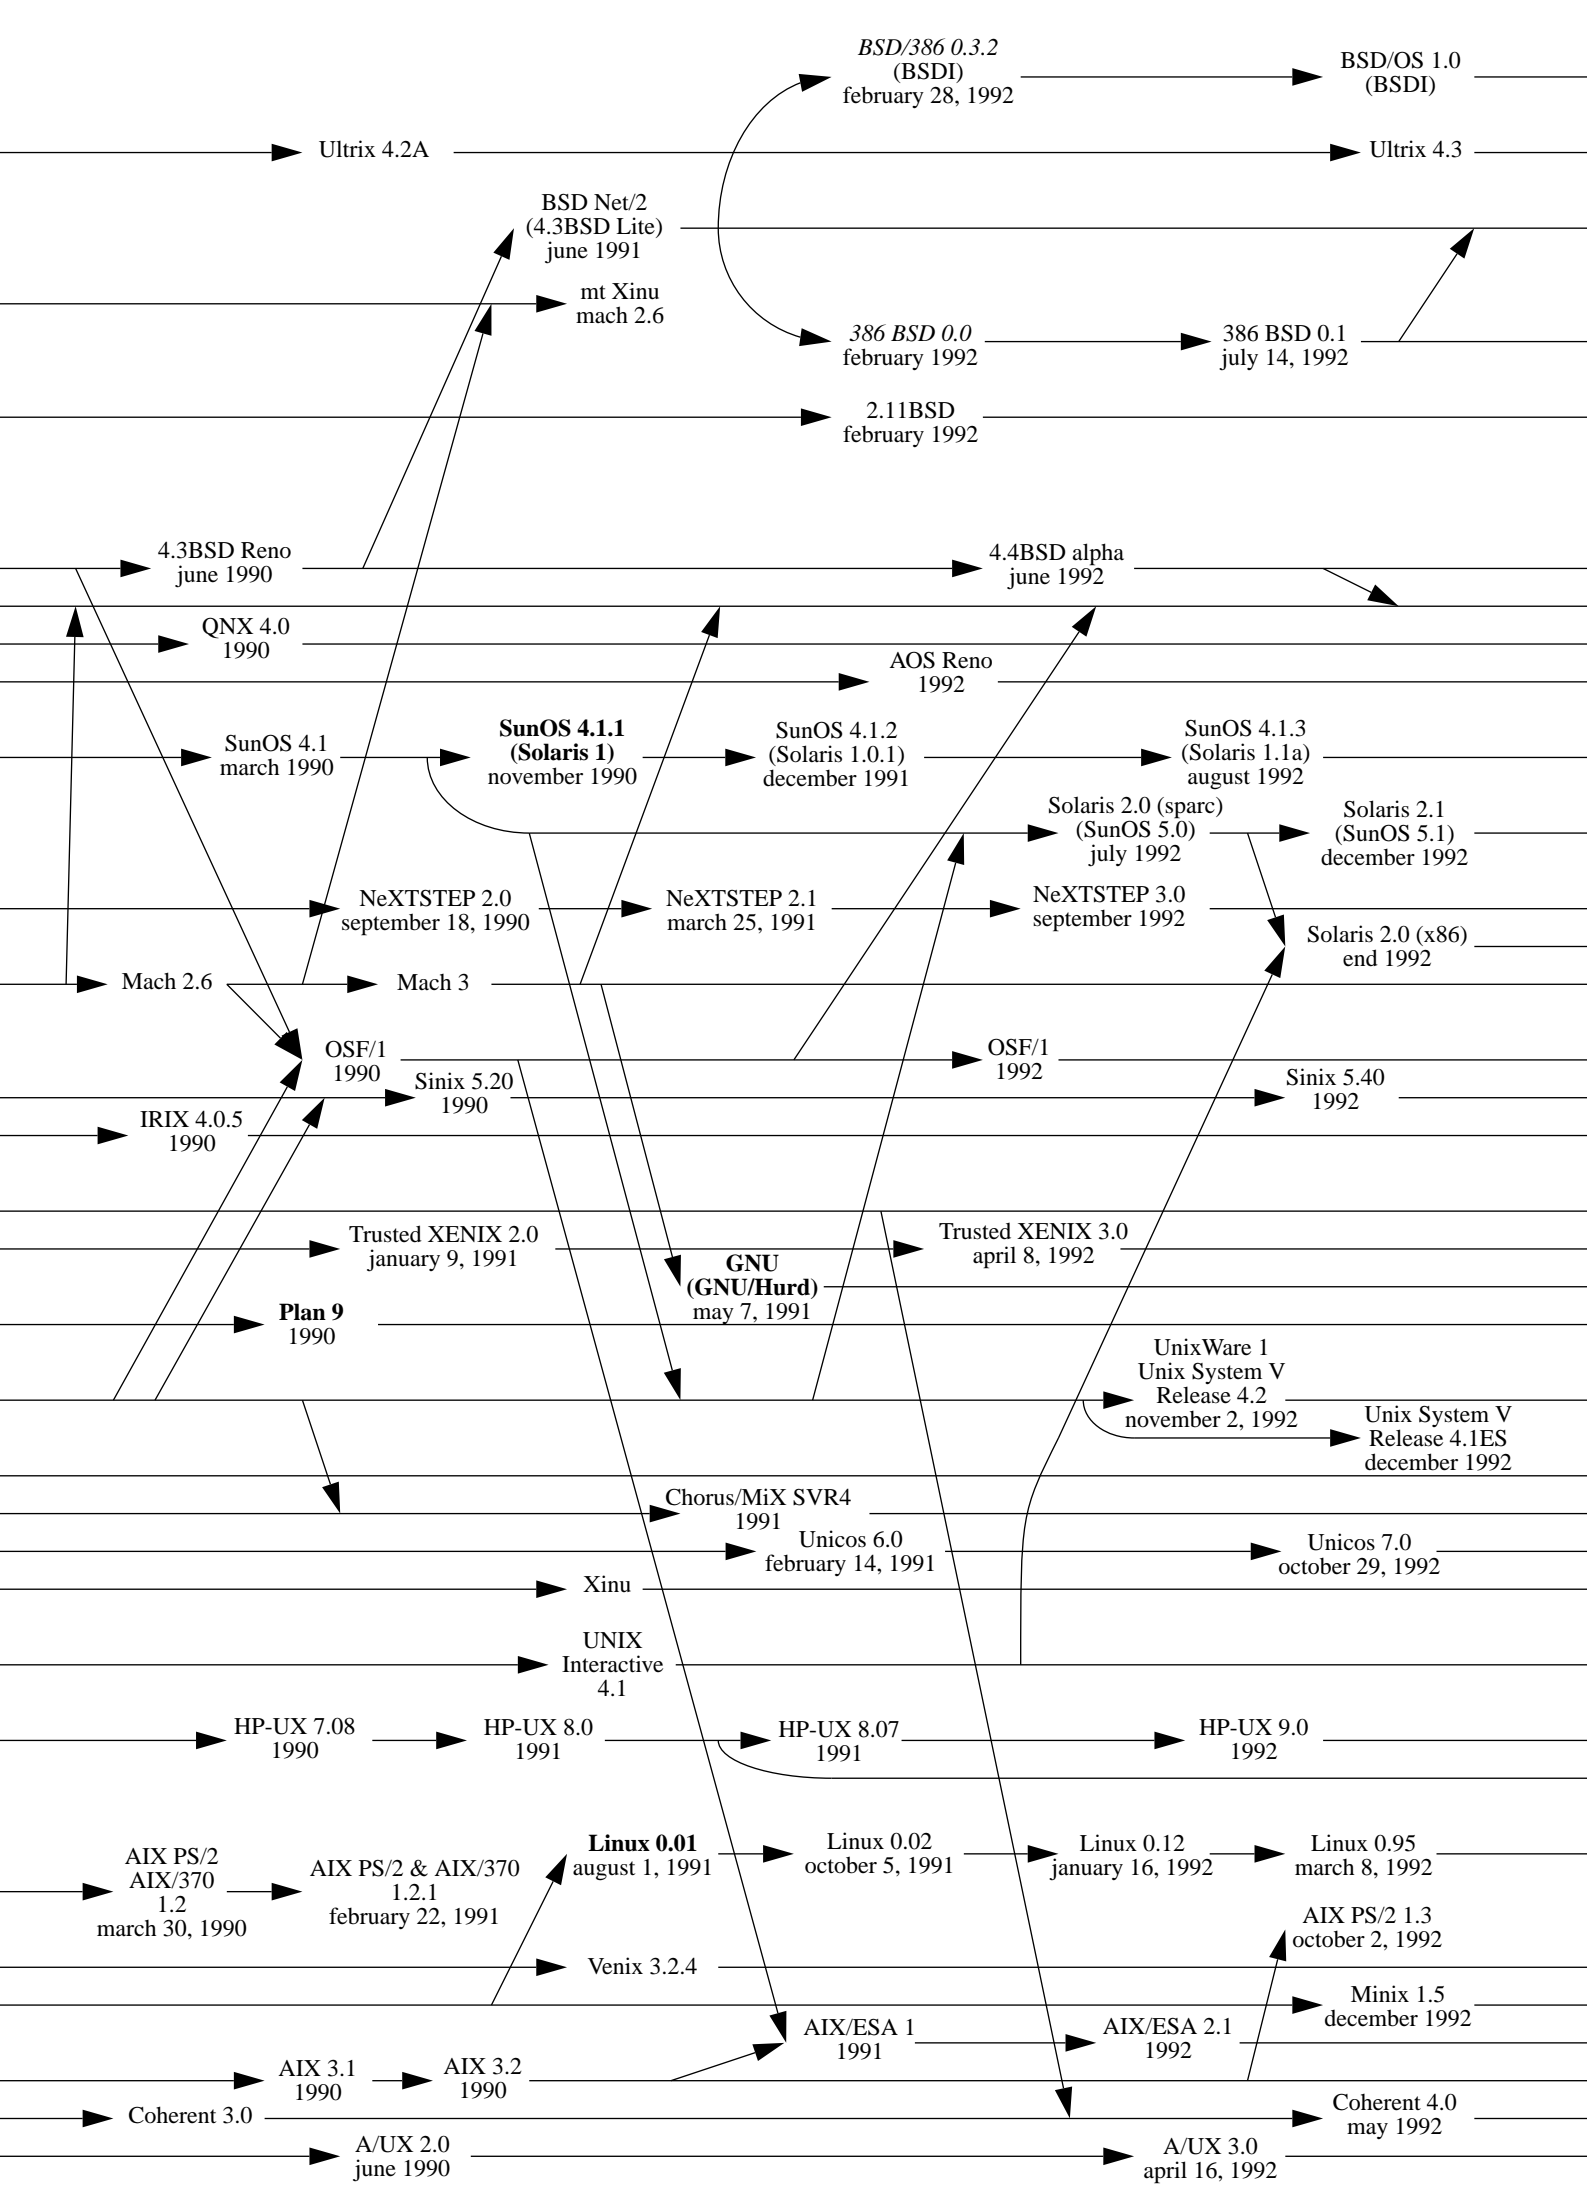 BSD/386 0.3.2
(BSDI)
february 28, 1992
BSD/OS 1.0
(BSDI)
Ultrix 4.2A
Ultrix 4.3
BSD Net/2
(4.3BSD Lite)
june 1991
mt Xinu
mach 2.6
386 BSD 0.0
february 1992
386 BSD 0.1
july 14, 1992
2.11BSD
february 1992
4.3BSD Reno
june 1990
4.4BSD alpha
june 1992
QNX 4.0
1990
AOS Reno
1992
SunOS 4.1
march 1990
SunOS 4.1.1
(Solaris 1)
november 1990
SunOS 4.1.2
(Solaris 1.0.1)
december 1991
SunOS 4.1.3
(Solaris 1.1a)
august 1992
Solaris 2.0 (sparc)
(SunOS 5.0)
july 1992
Solaris 2.1
(SunOS 5.1)
december 1992
NeXTSTEP 2.0
september 18, 1990
NeXTSTEP 2.1
march 25, 1991
NeXTSTEP 3.0
september 1992
Solaris 2.0 (x86)
end 1992
Mach 2.6
Mach 3
OSF/1
1990
OSF/1
1992
Sinix 5.20
1990
Sinix 5.40
1992
IRIX 4.0.5
1990
Trusted XENIX 2.0
january 9, 1991
Trusted XENIX 3.0
april 8, 1992
GNU
(GNU/Hurd)
may 7, 1991
Plan 9
1990
UnixWare 1
Unix System V
Release 4.2
november 2, 1992
Unix System V
Release 4.1ES
december 1992
Chorus/MiX SVR4
1991
Unicos 6.0
february 14, 1991
Unicos 7.0
october 29, 1992
Xinu
UNIX
Interactive
4.1
HP-UX 7.08
1990
HP-UX 8.0
1991
HP-UX 8.07
1991
HP-UX 9.0
1992
Linux 0.01
august 1, 1991
Linux 0.02
october 5, 1991
Linux 0.12
january 16, 1992
Linux 0.95
march 8, 1992
AIX PS/2
AIX/370
1.2
march 30, 1990
AIX PS/2 & AIX/370
1.2.1
february 22, 1991
AIX PS/2 1.3
october 2, 1992
Venix 3.2.4
Minix 1.5
december 1992
AIX/ESA 1
1991
AIX/ESA 2.1
1992
AIX 3.1
1990
AIX 3.2
1990
Coherent 3.0
Coherent 4.0
may 1992
A/UX 2.0
june 1990
A/UX 3.0
april 16, 1992